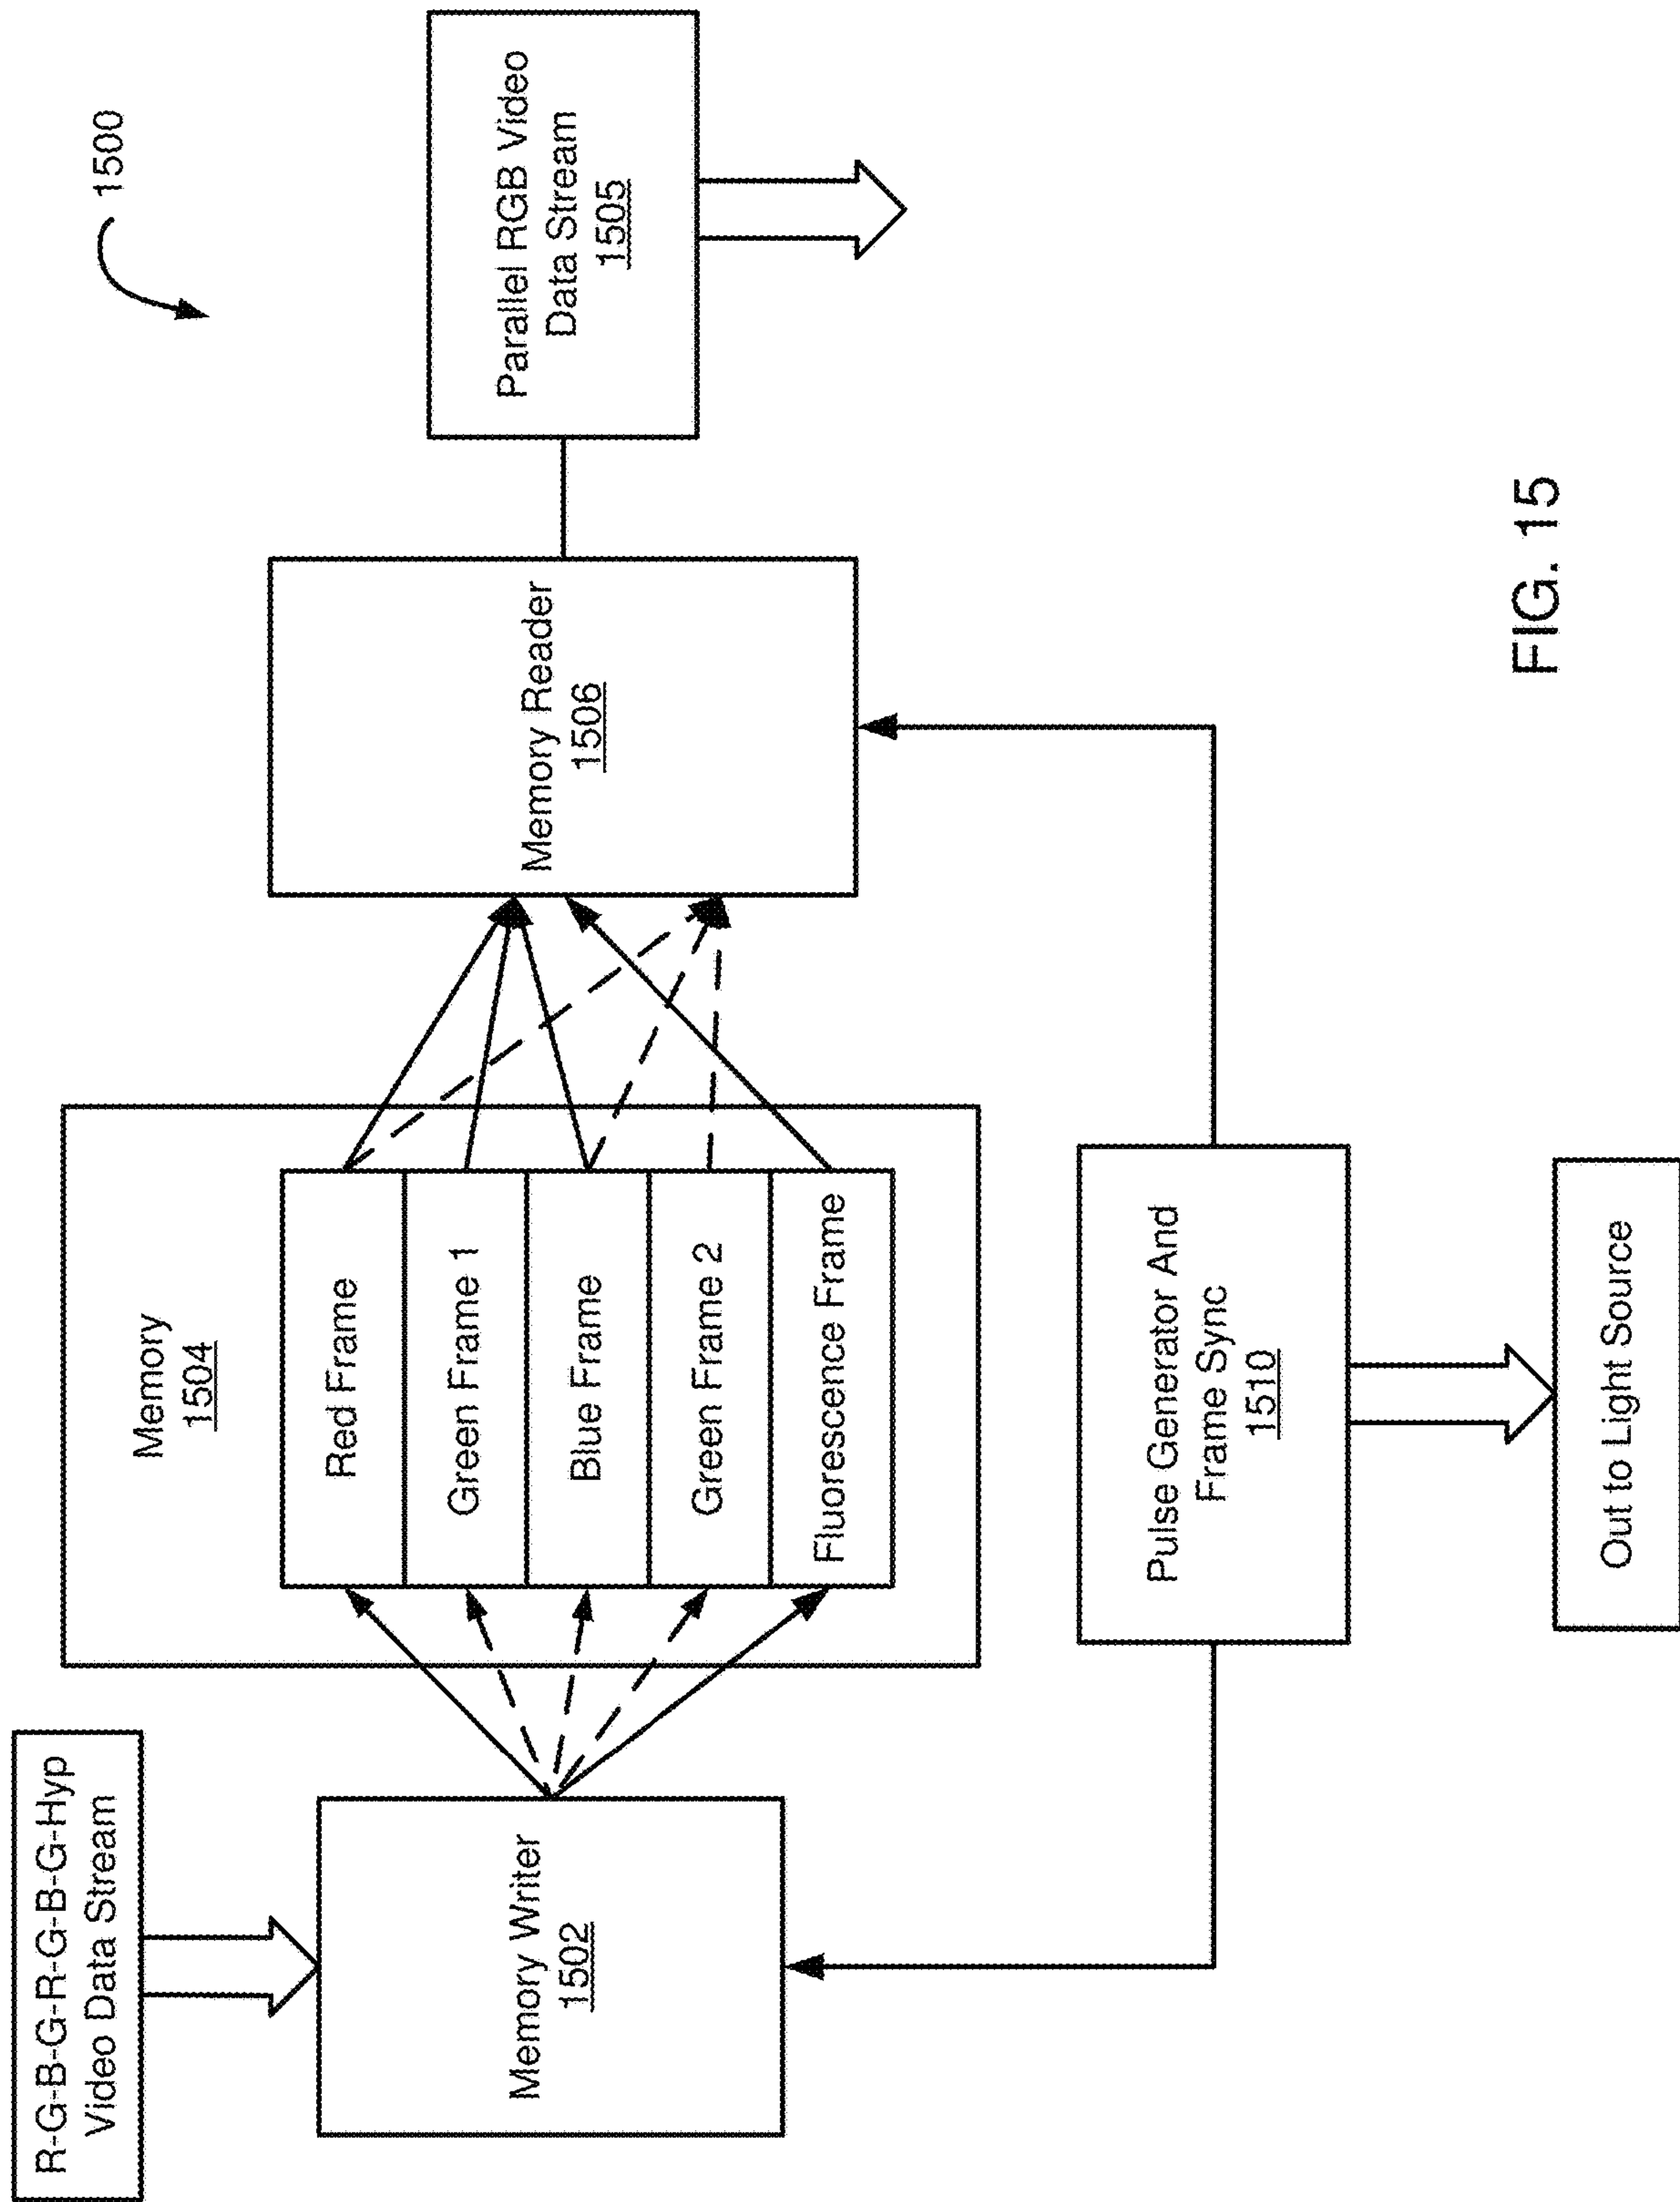 1500
R-G-B-G-R-G-B-G-Hyp
Video Data Stream
Memory Writer
1502
Memory
1504
Red Frame
Green Frame 1
Blue Frame
Green Frame 2
Fluorescence Frame
Memory Reader
1506
Parallel RGB Video
Data Stream
1505
Pulse Generator And
Frame Sync
1510
Out to Light Source
FIG. 15